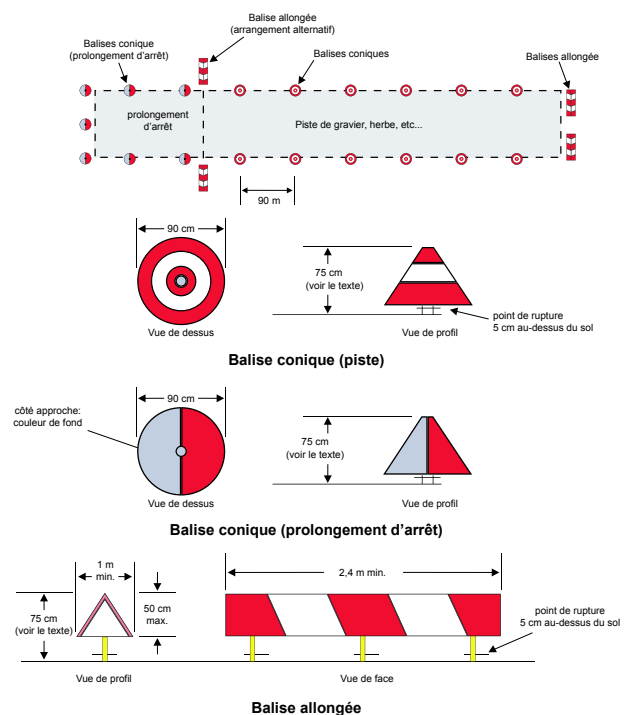 Balise allongée
(arrangement alternatif)
Balises conique
(prolongement d'arrêt)
Balises coniques
Balises allongée
prolongement
d'arrêt
Piste de gravier, herbe, etc...
90 m
90 cm
75 cm
(voir le texte)
point de rupture
5 cm au-dessus du sol
Vue de dessus
Vue de profil
Balise conique (piste)
90 cm
côté approche:
couleur de fond
75 cm
(voir le texte)
Vue de dessus
Vue de profil
Balise conique (prolongement d'arrêt)
1 m
min.
2,4 m min.
75 cm
(voir le texte)
50 cm
max.
point de rupture
5 cm au-dessus du sol
Vue de profil
Vue de face
Balise allongée